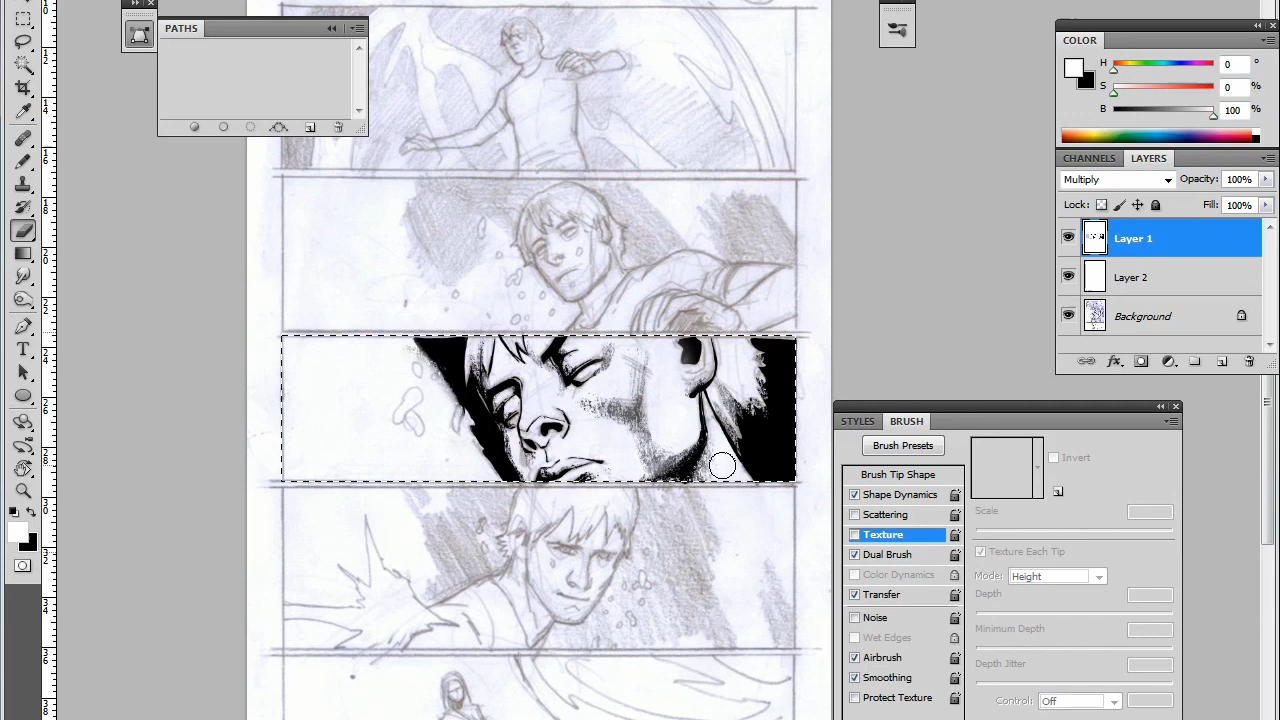 PATHS
COLOR
H 0 °
S 0 %
B 100 %
CHANNELS LAYERS
Multiply Opacity: 100%
Lock: Fill: 100%
Layer 1
Layer 2
Background
fx
STYLES BRUSH
Brush Presets
Invert
Brush Tip Shape
Shape Dynamics
Scattering
Texture
Dual Brush
Color Dynamics
Transfer
Noise
Wet Edges
Airbrush
Smoothing
Protect Texture
Scale
Texture Each Tip
Mode: Height
Depth
Minimum Depth
Depth Jitter
Control: Off